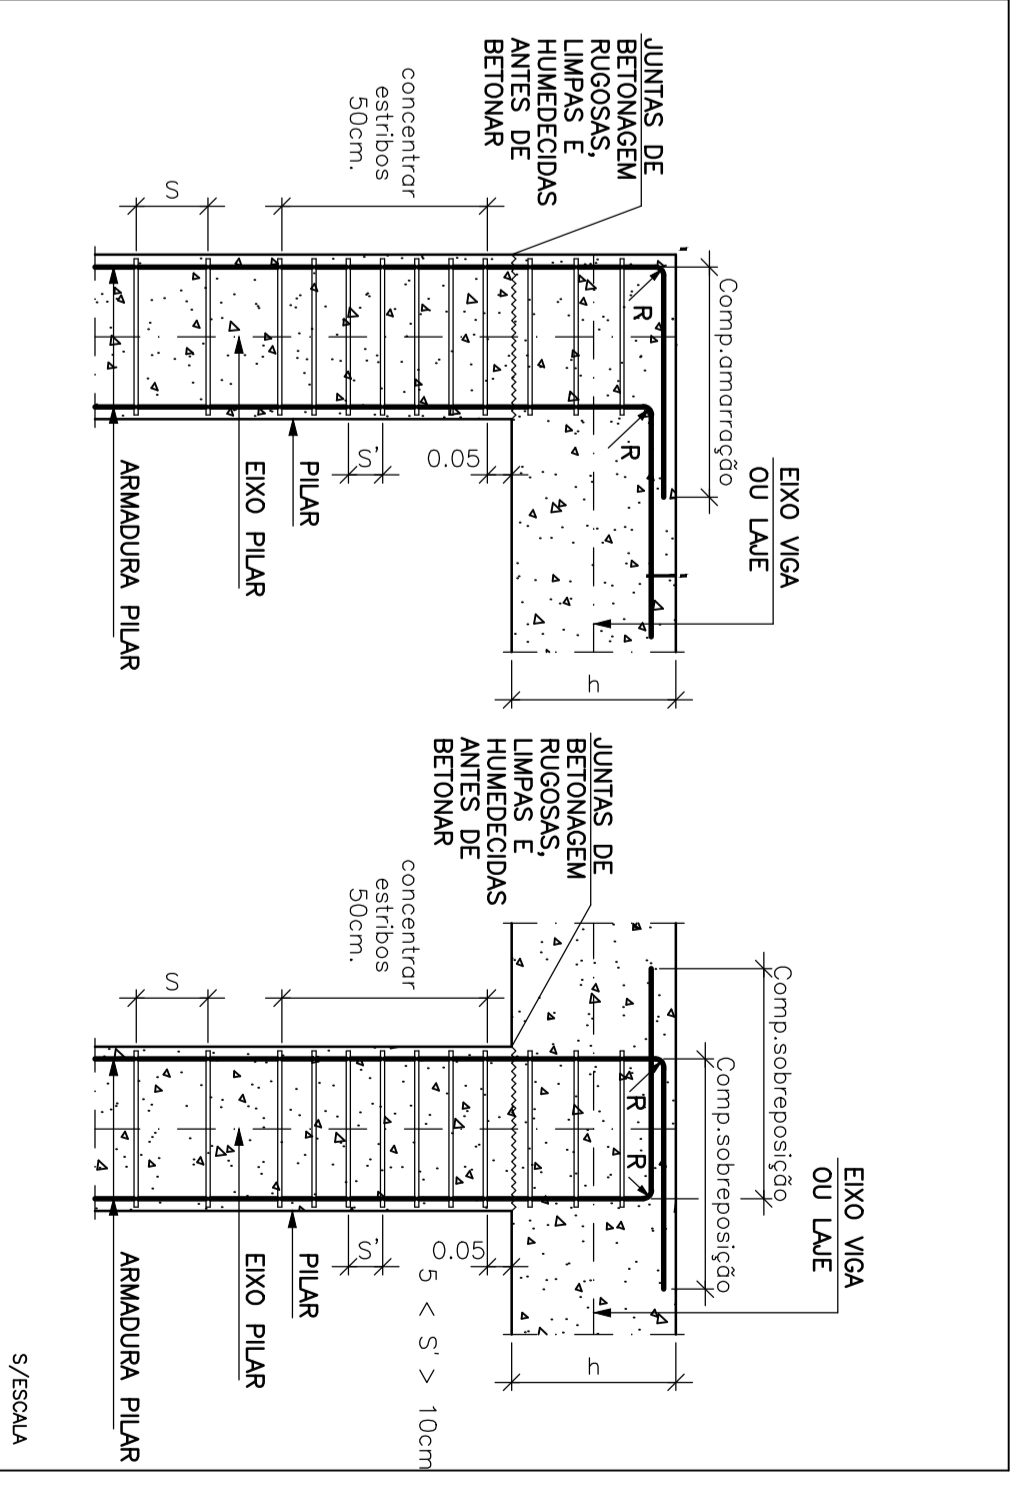 JUNTAS DE
BETONAGEM
RUGOSAS,
LIMPAS E
HUMEDECIDAS
ANTES DE
BETONAR
concentrar
estribos
50cm.
S
Comp.amarração
R
R
EIXO VIGA
OU LAJE
h
0.05
S'
PILAR
EIXO PILAR
ARMADURA PILAR
JUNTAS DE
BETONAGEM
RUGOSAS,
LIMPAS E
HUMEDECIDAS
ANTES DE
BETONAR
concentrar
estribos
50cm.
S
Comp.sobreposição
Comp.sobreposição
R
R
EIXO VIGA
OU LAJE
h
0.05
S'
5 < S' > 10cm
PILAR
EIXO PILAR
ARMADURA PILAR
S/ESCALA